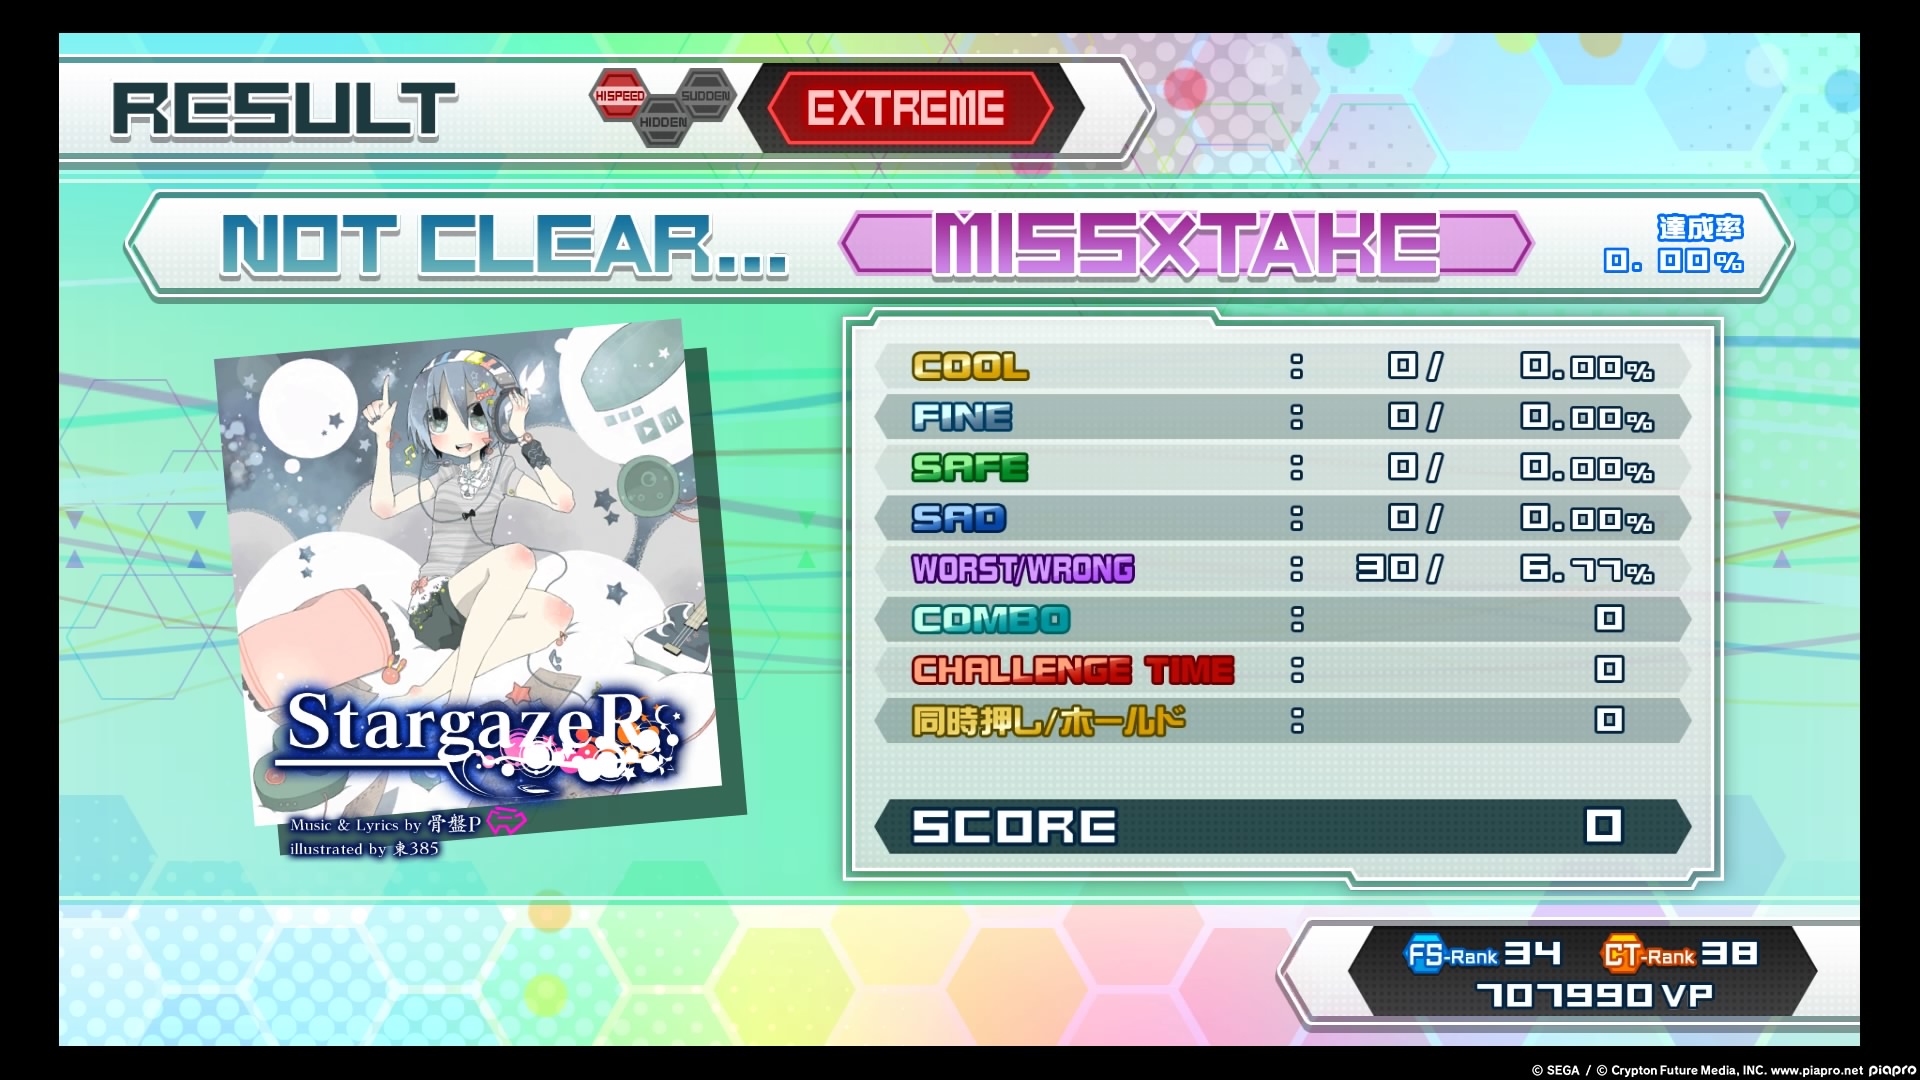 RESULT
HISPEED
HIDDEN
SUDDEN
EXTREME
NOT CLEAR...
MISS×TAKE
達成率
0.00%
COOL : 0/ 0.00%
FINE : 0/ 0.00%
SAFE : 0/ 0.00%
SAD : 0/ 0.00%
WORST/WRONG : 30/ 6.77%
COMBO : 0
CHALLENGE TIME : 0
同時押し/ホールド : 0
SCORE 0
StargazeR
Music & Lyrics by 骨盤P
illustrated by 東385
FS-Rank 34 CT-Rank 38
707990 VP
© SEGA / © Crypton Future Media, INC. www.piapro.net piapro